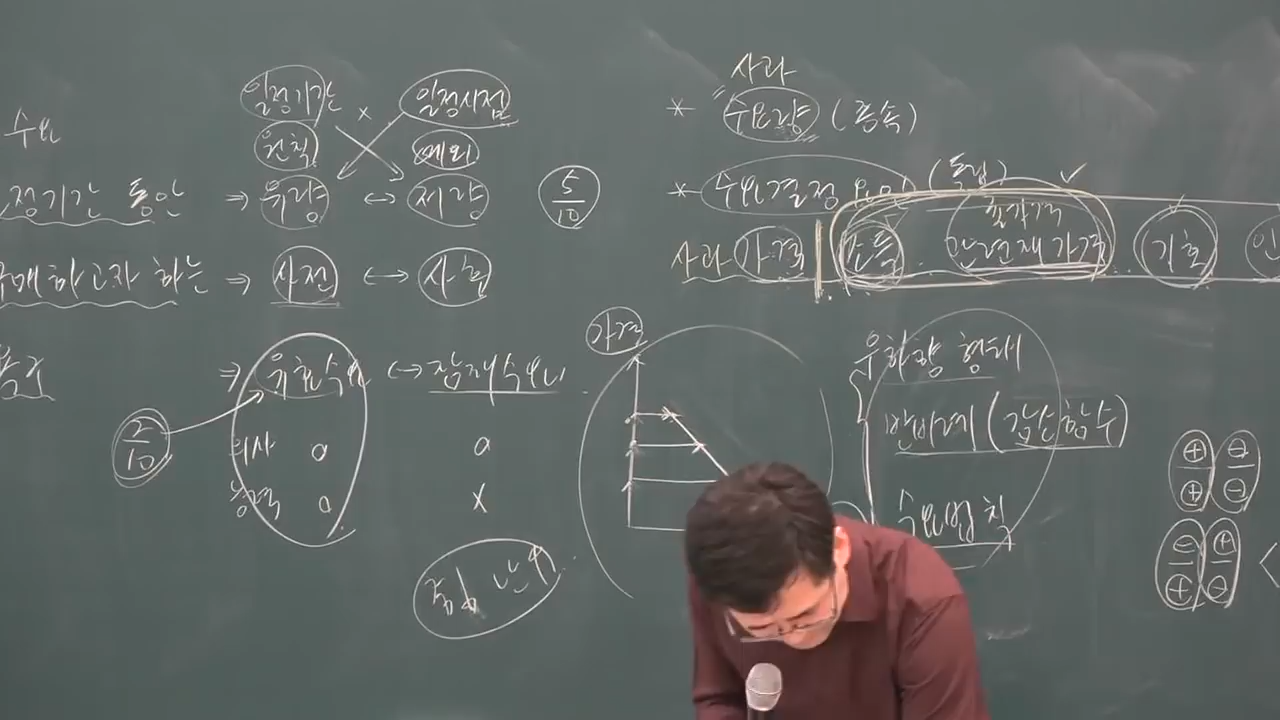 수요
일정기간 × 일정시점
원칙 예외
정기간 동안 ⇒ 유량 ↔ 저량 5/10
구매하고자 하는 ⇒ 사전 ↔ 사후
⇒ 유효수요 ↔ 잠재수요
2/10
의사 o o
능력 o X
사과
* 수요량 (종속)
* 수요결정요인 (독립) ✓
사과 가격 소득 관련재 가격 기호 인
가격
우하향 형태
반비례 (감소함수)
수요법칙
⊕ ⊖
⊕ ⊖
⊖ ⊕
⊕ ⊖